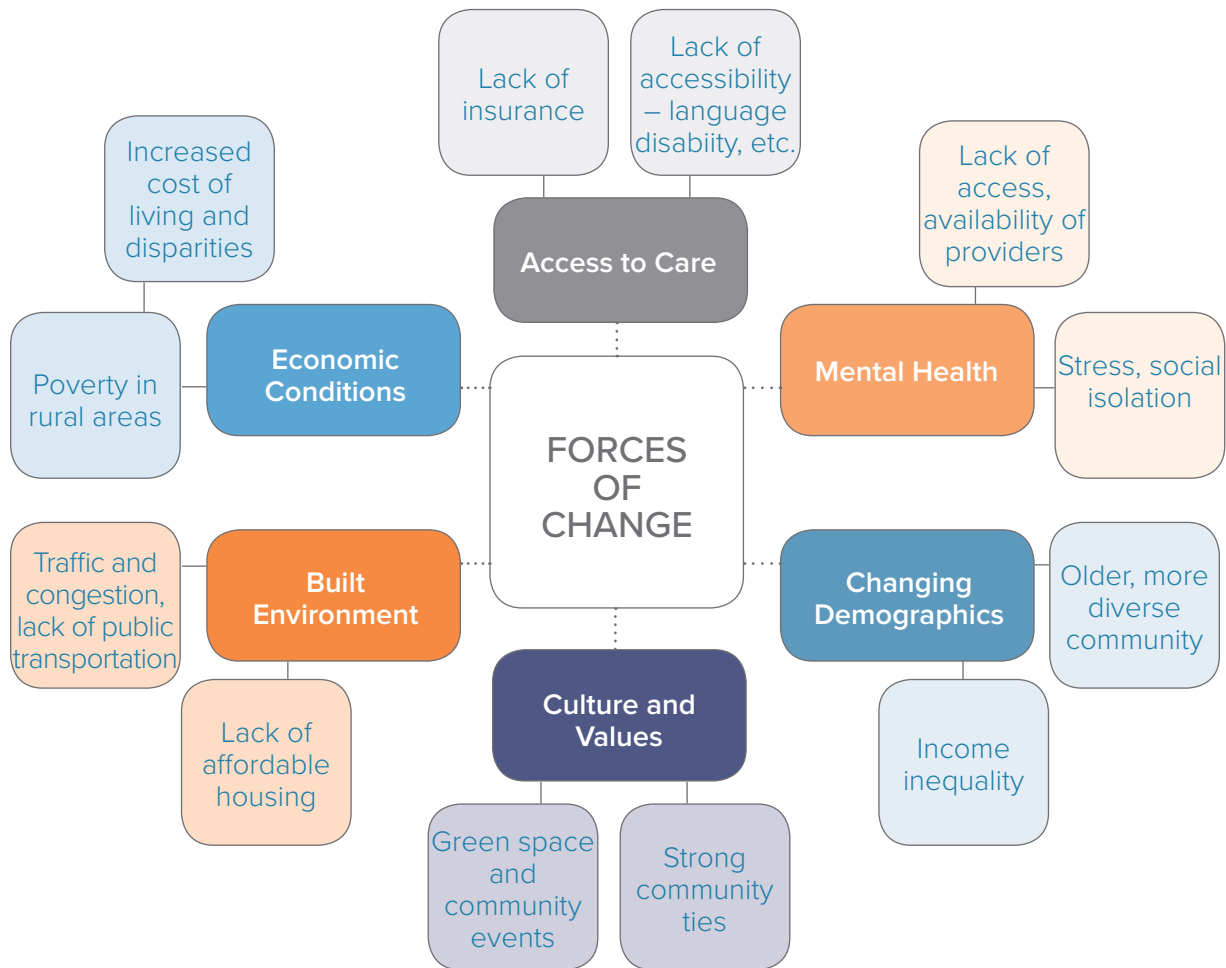 Lack of
insurance
Lack of
accessibility
– language
disabiity, etc.
Access to Care
Increased
cost of
living and
disparities
Poverty in
rural areas
Economic
Conditions
Lack of
access,
availability of
providers
Mental Health
Stress, social
isolation
FORCES
OF
CHANGE
Traffic and
congestion,
lack of public
transportation
Built
Environment
Lack of
affordable
housing
Changing
Demographics
Older, more
diverse
community
Income
inequality
Culture and
Values
Green space
and
community
events
Strong
community
ties